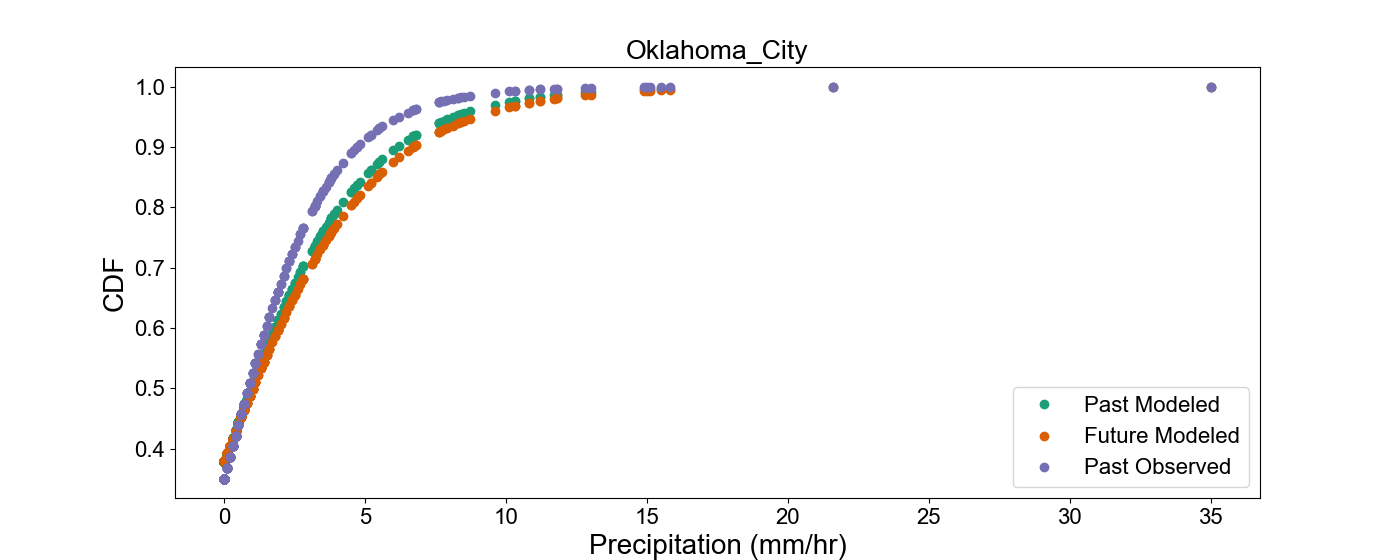 Oklahoma_City
1.0
0.9
0.8
0.7
0.6
0.5
0.4
CDF
Past Modeled
Future Modeled
Past Observed
0 5 10 15 20 25 30 35
Precipitation (mm/hr)